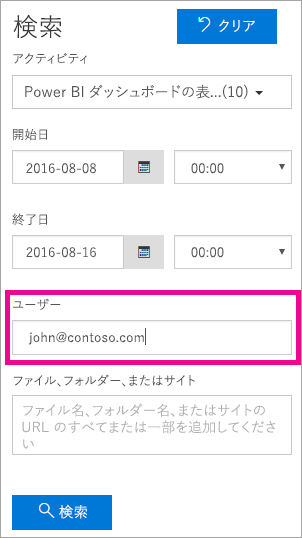 検索
クリア
アクティビティ
Power BI ダッシュボードの表...(10)
開始日
2016-08-08
00:00
終了日
2016-08-16
00:00
ユーザー
john@contoso.com
ファイル、フォルダー、またはサイト
ファイル名、フォルダー名、またはサイトの
URL のすべてまたは一部を追加してくださ
い
検索